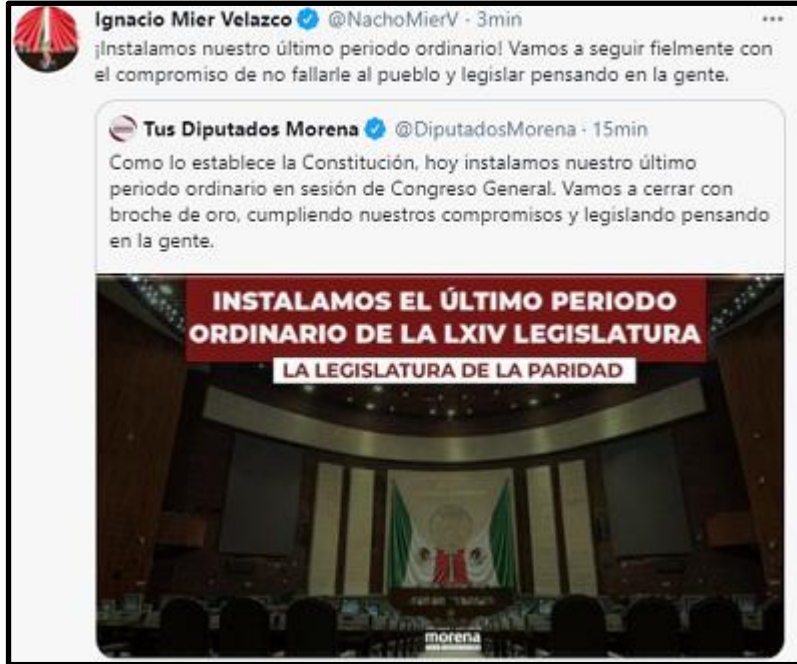 Ignacio Mier Velazco @NachoMierV · 3min
¡Instalamos nuestro último periodo ordinario! Vamos a seguir fielmente con
el compromiso de no fallarle al pueblo y legislar pensando en la gente.
Tus Diputados Morena @DiputadosMorena · 15min
Como lo establece la Constitución, hoy instalamos nuestro último
periodo ordinario en sesión de Congreso General. Vamos a cerrar con
broche de oro, cumpliendo nuestros compromisos y legislando pensando
en la gente.
INSTALAMOS EL ÚLTIMO PERIODO
ORDINARIO DE LA LXIV LEGISLATURA
LA LEGISLATURA DE LA PARIDAD
morena